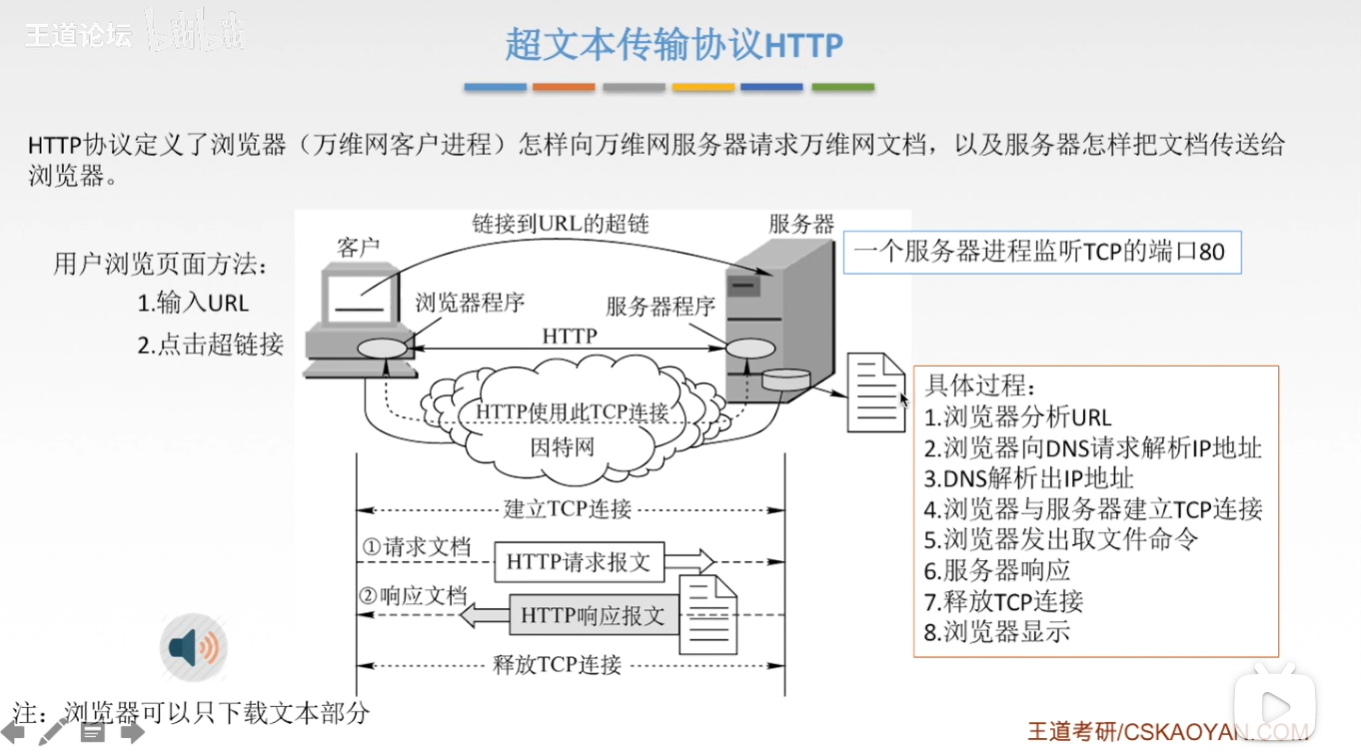 王道论坛 bilibili
超文本传输协议HTTP
HTTP协议定义了浏览器（万维网客户进程）怎样向万维网服务器请求万维网文档，以及服务器怎样把文档传送给
浏览器。
用户浏览页面方法：
1.输入URL
2.点击超链接
链接到URL的超链
客户
服务器
浏览器程序
服务器程序
HTTP
HTTP使用此TCP连接
因特网
建立TCP连接
①请求文档
HTTP请求报文
②响应文档
HTTP响应报文
释放TCP连接
一个服务器进程监听TCP的端口80
具体过程：
1.浏览器分析URL
2.浏览器向DNS请求解析IP地址
3.DNS解析出IP地址
4.浏览器与服务器建立TCP连接
5.浏览器发出取文件命令
6.服务器响应
7.释放TCP连接
8.浏览器显示
注：浏览器可以只下载文本部分
王道考研/CSKAOYAN.COM